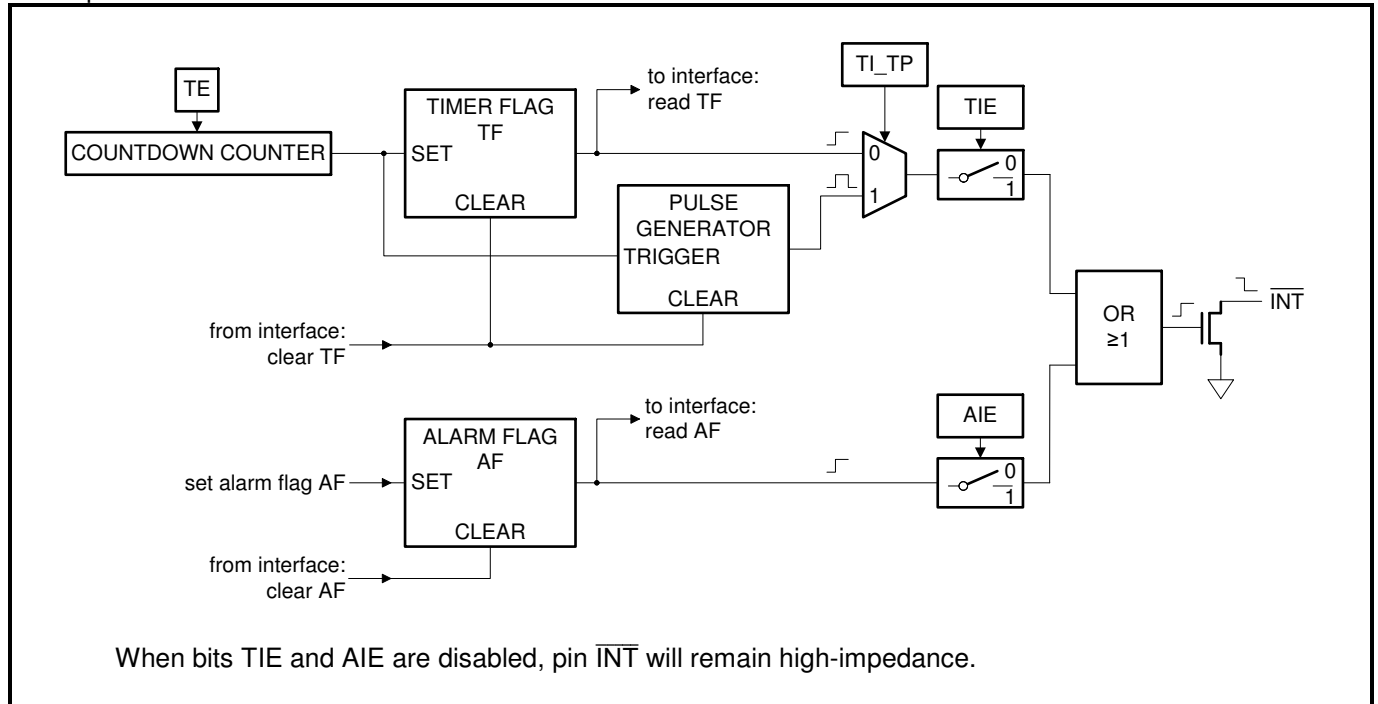 TE
COUNTDOWN COUNTER
TIMER FLAG
TF
SET
CLEAR
to interface:
read TF
TI_TP
0
1
TIE
0
1
PULSE
GENERATOR
TRIGGER
CLEAR
from interface:
clear TF
OR
≥1
INT
to interface:
read AF
ALARM FLAG
AF
set alarm flag AF
SET
CLEAR
AIE
0
1
from interface:
clear AF
When bits TIE and AIE are disabled, pin INT will remain high-impedance.